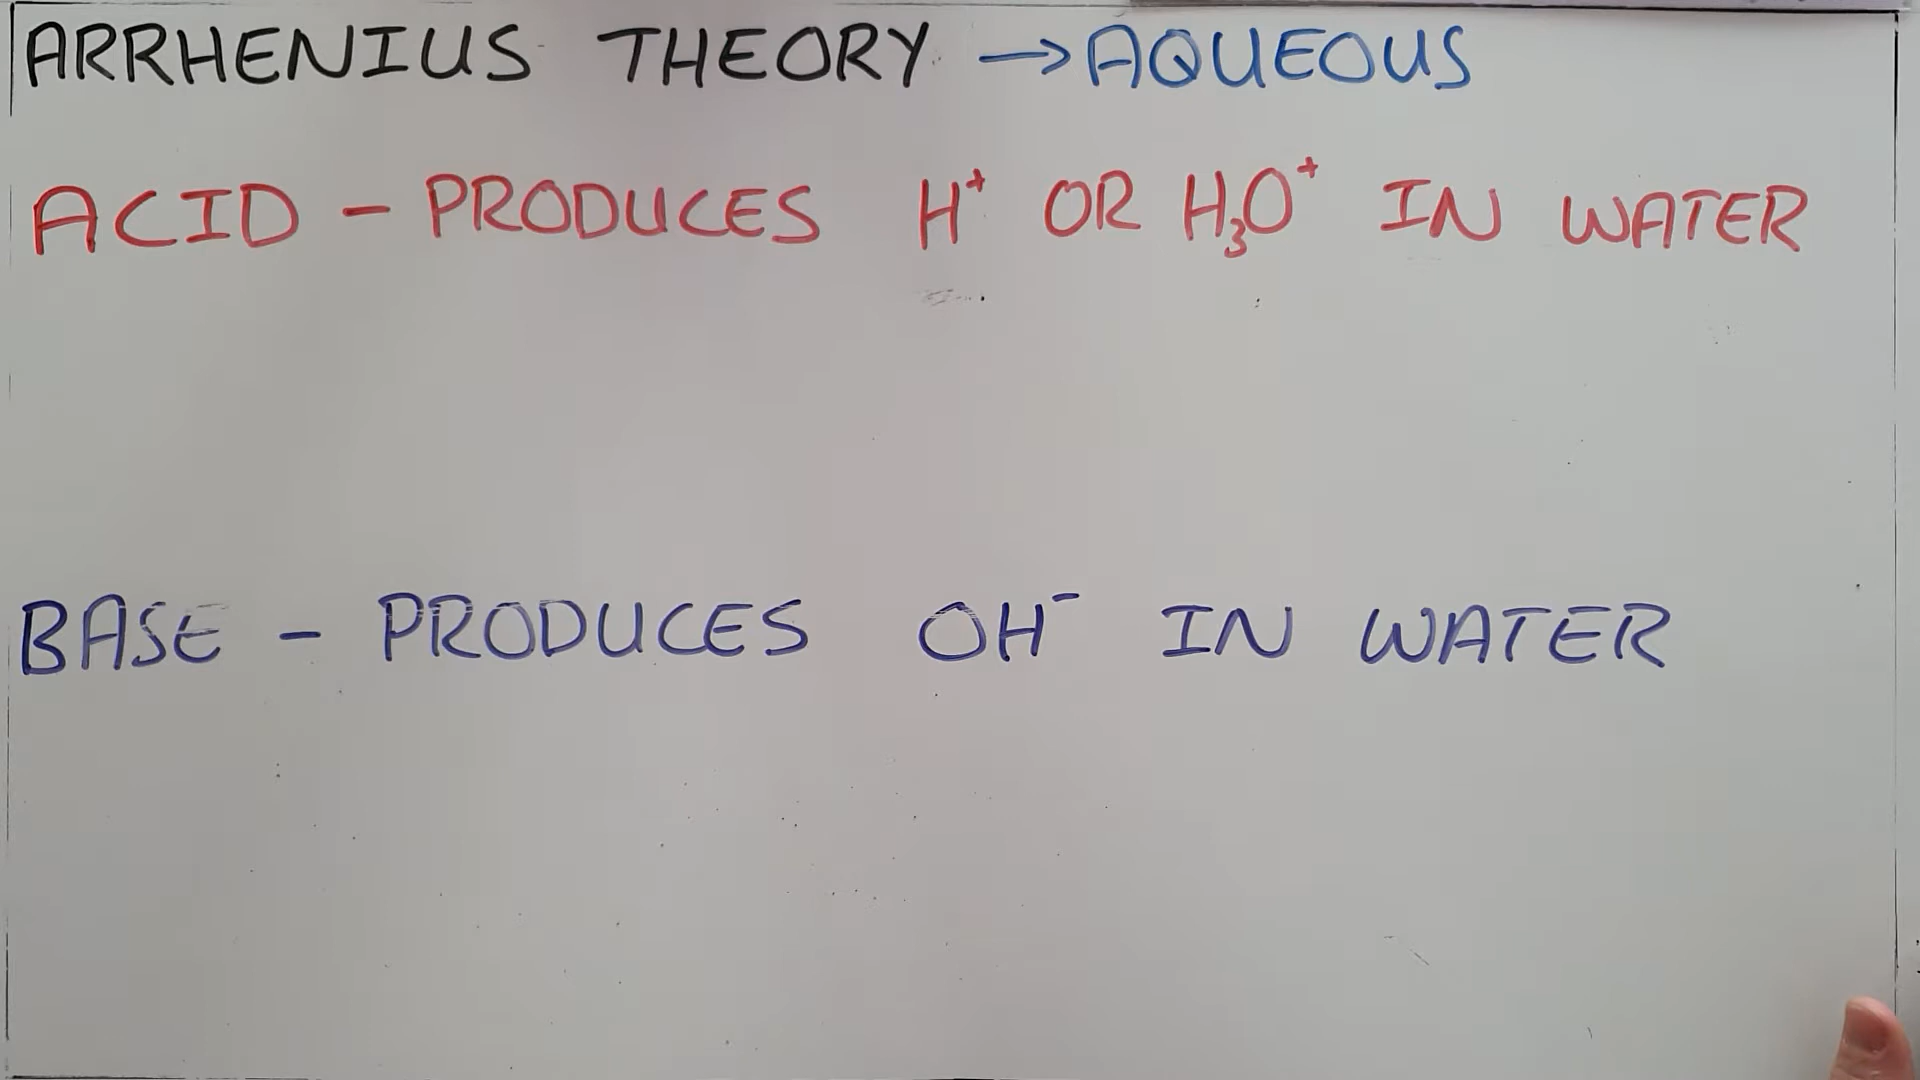 ARRHENIUS THEORY → AQUEOUS
ACID - PRODUCES H⁺ OR H₃O⁺ IN WATER
BASE - PRODUCES OH⁻ IN WATER